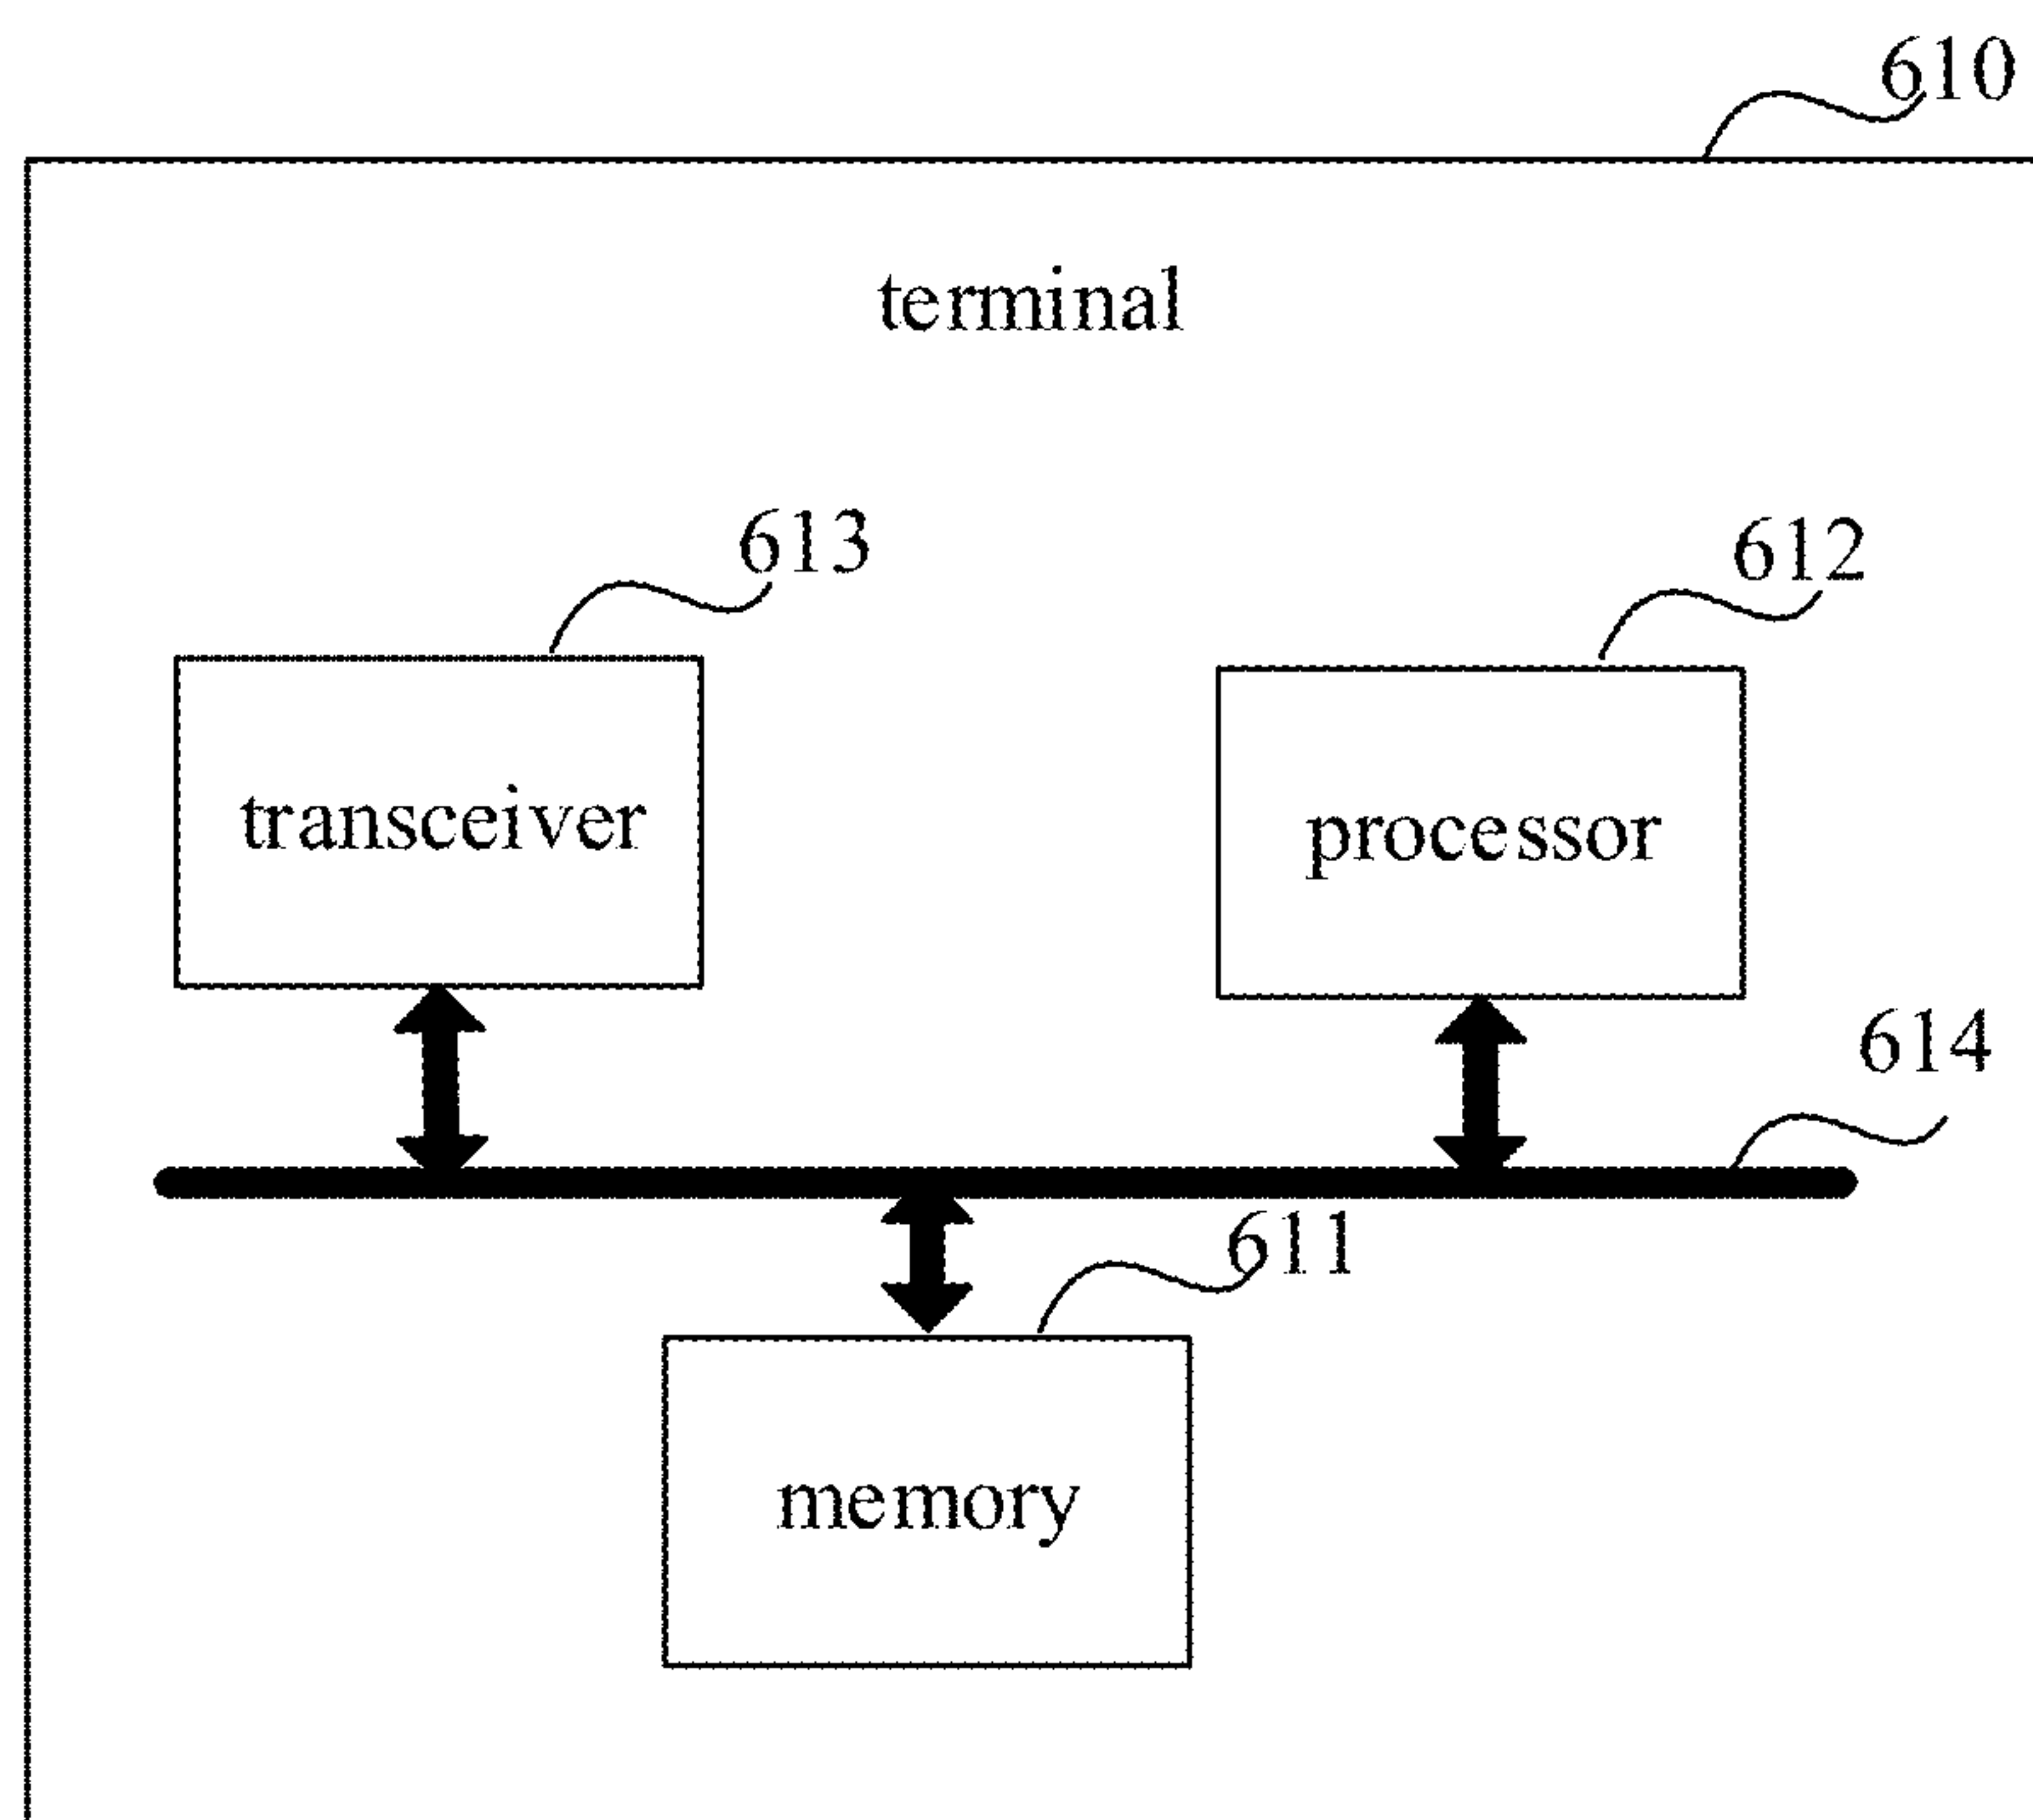 610
terminal
613
612
transceiver
processor
614
611
memory